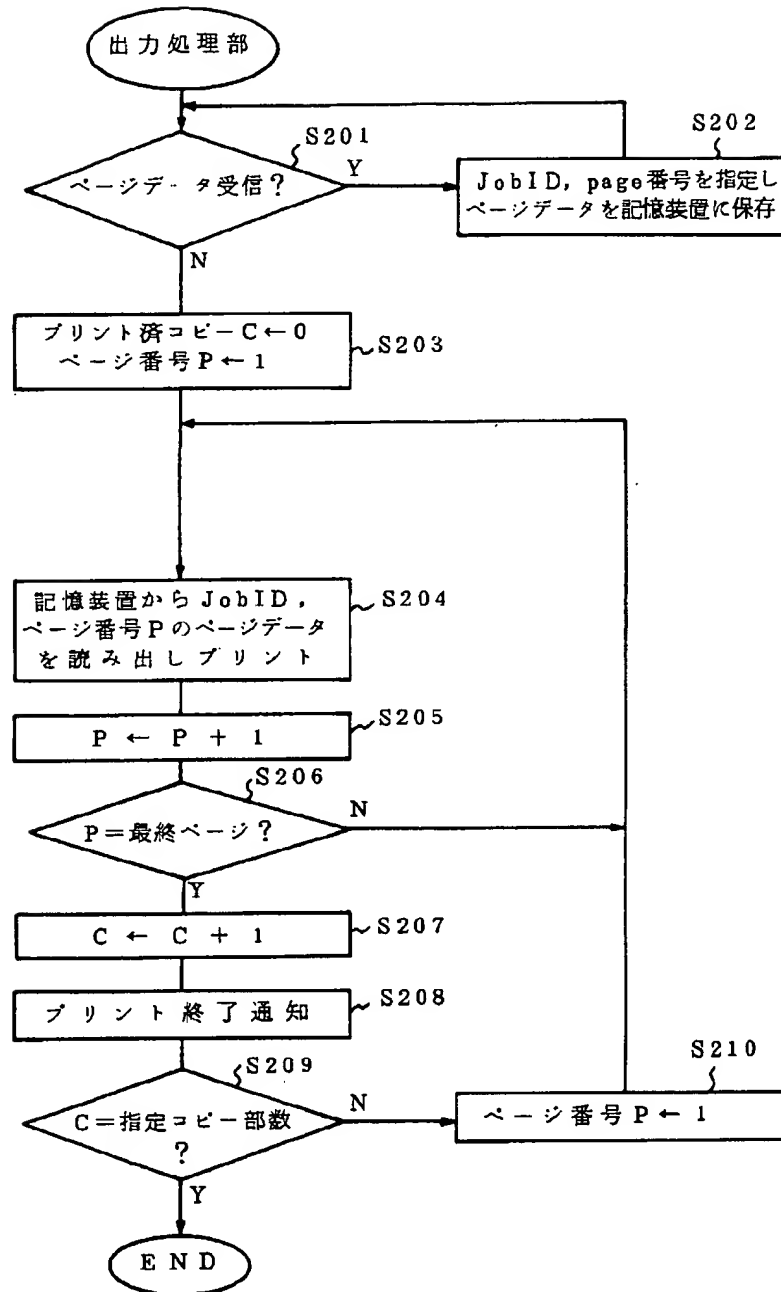 出力処理部
S201
S202
ページデータ受信?
Y
JobID, page番号を指定し
ページデータを記憶装置に保存
N
プリント済コピーC←0
ページ番号P←1
S203
記憶装置からJobID,
ページ番号Pのページデータ
を読み出しプリント
S204
S205
P ← P + 1
S206
P=最終ページ?
N
Y
C ← C + 1
S207
プリント終了通知
S208
S209
S210
C=指定コピー部数
?
N
ページ番号P←1
Y
END